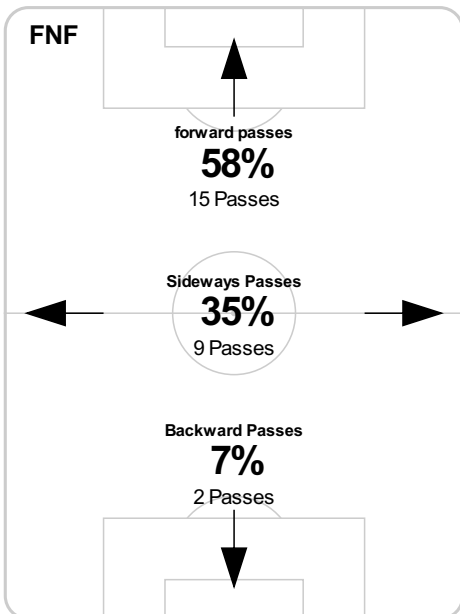 FNF
forward passes
58%
15 Passes
Sideways Passes
35%
9 Passes
Backward Passes
7%
2 Passes